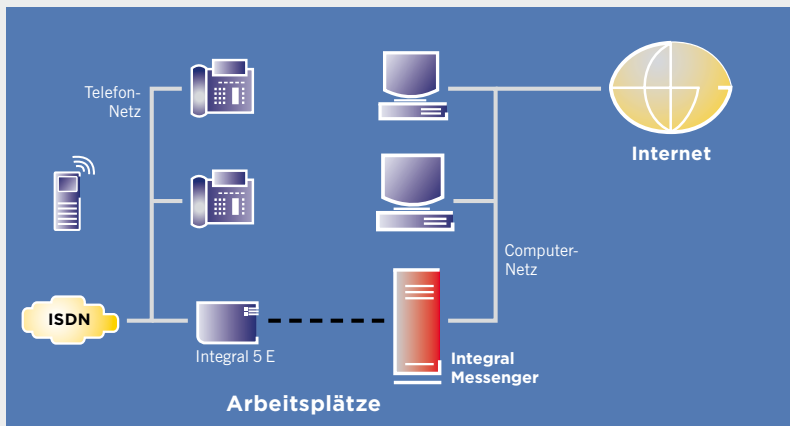 Telefon-
Netz
Internet
Computer-
Netz
ISDN
Integral 5 E
Integral
Messenger
Arbeitsplätze